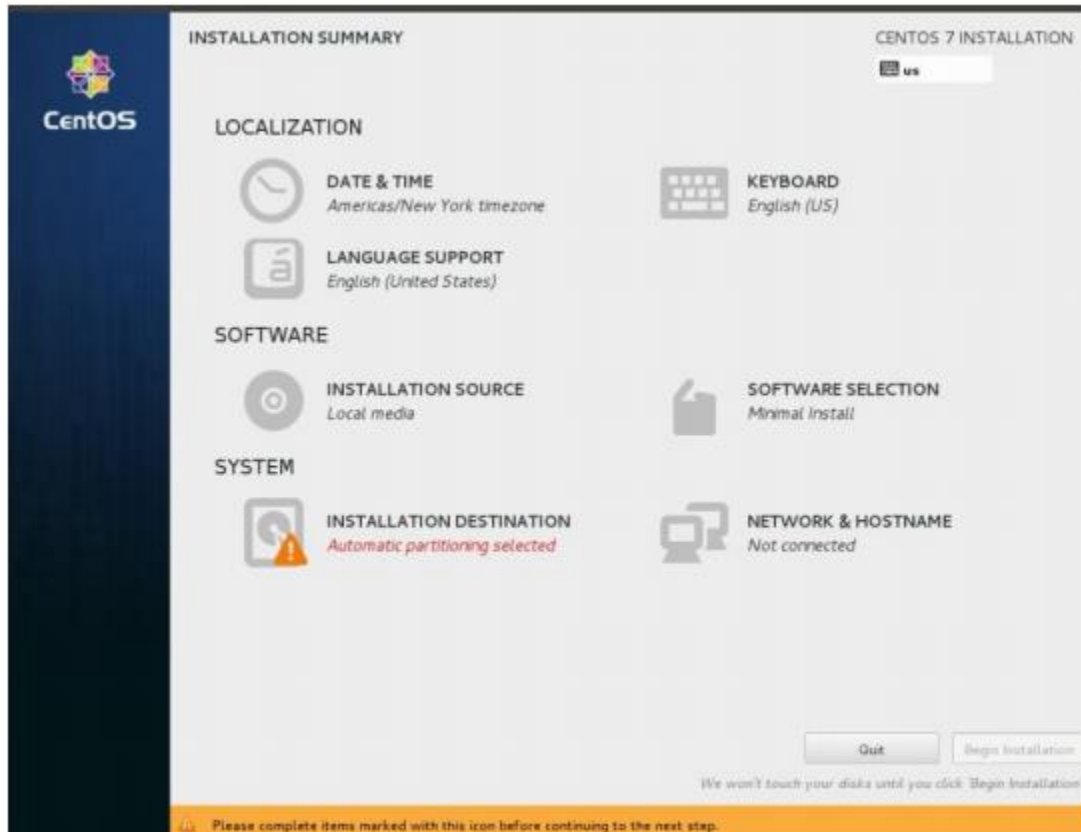 INSTALLATION SUMMARY
CENTOS 7 INSTALLATION
us
CentOS
LOCALIZATION
DATE & TIME
Americas/New York timezone
KEYBOARD
English (US)
LANGUAGE SUPPORT
English (United States)
SOFTWARE
INSTALLATION SOURCE
Local media
SOFTWARE SELECTION
Minimal Install
SYSTEM
INSTALLATION DESTINATION
Automatic partitioning selected
NETWORK & HOSTNAME
Not connected
Quit
Begin Installation
We won't touch your disks until you click 'Begin Installation
Please complete items marked with this icon before continuing to the next step.